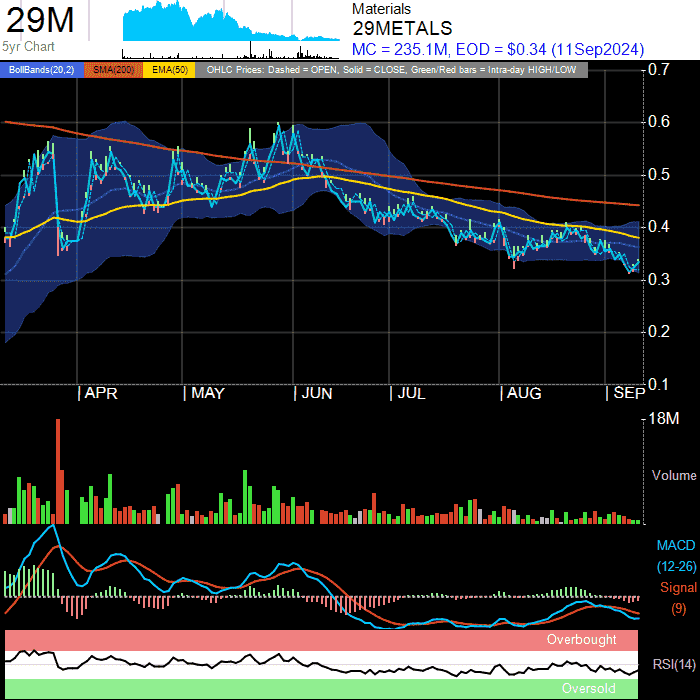 29M
5yr Chart
Materials
29METALS
MC = 235.1M, EOD = $0.34 (11Sep2024)
BollBands(20,2) SMA(200) EMA(50) OHLC Prices: Dashed = OPEN, Solid = CLOSE, Green/Red bars = Intra-day HIGH/LOW
0.7
0.6
0.5
0.4
0.3
0.2
0.1
APR MAY JUN JUL AUG SEP
18M
Volume
MACD
(12-26)
Signal
(9)
Overbought
RSI(14)
Oversold